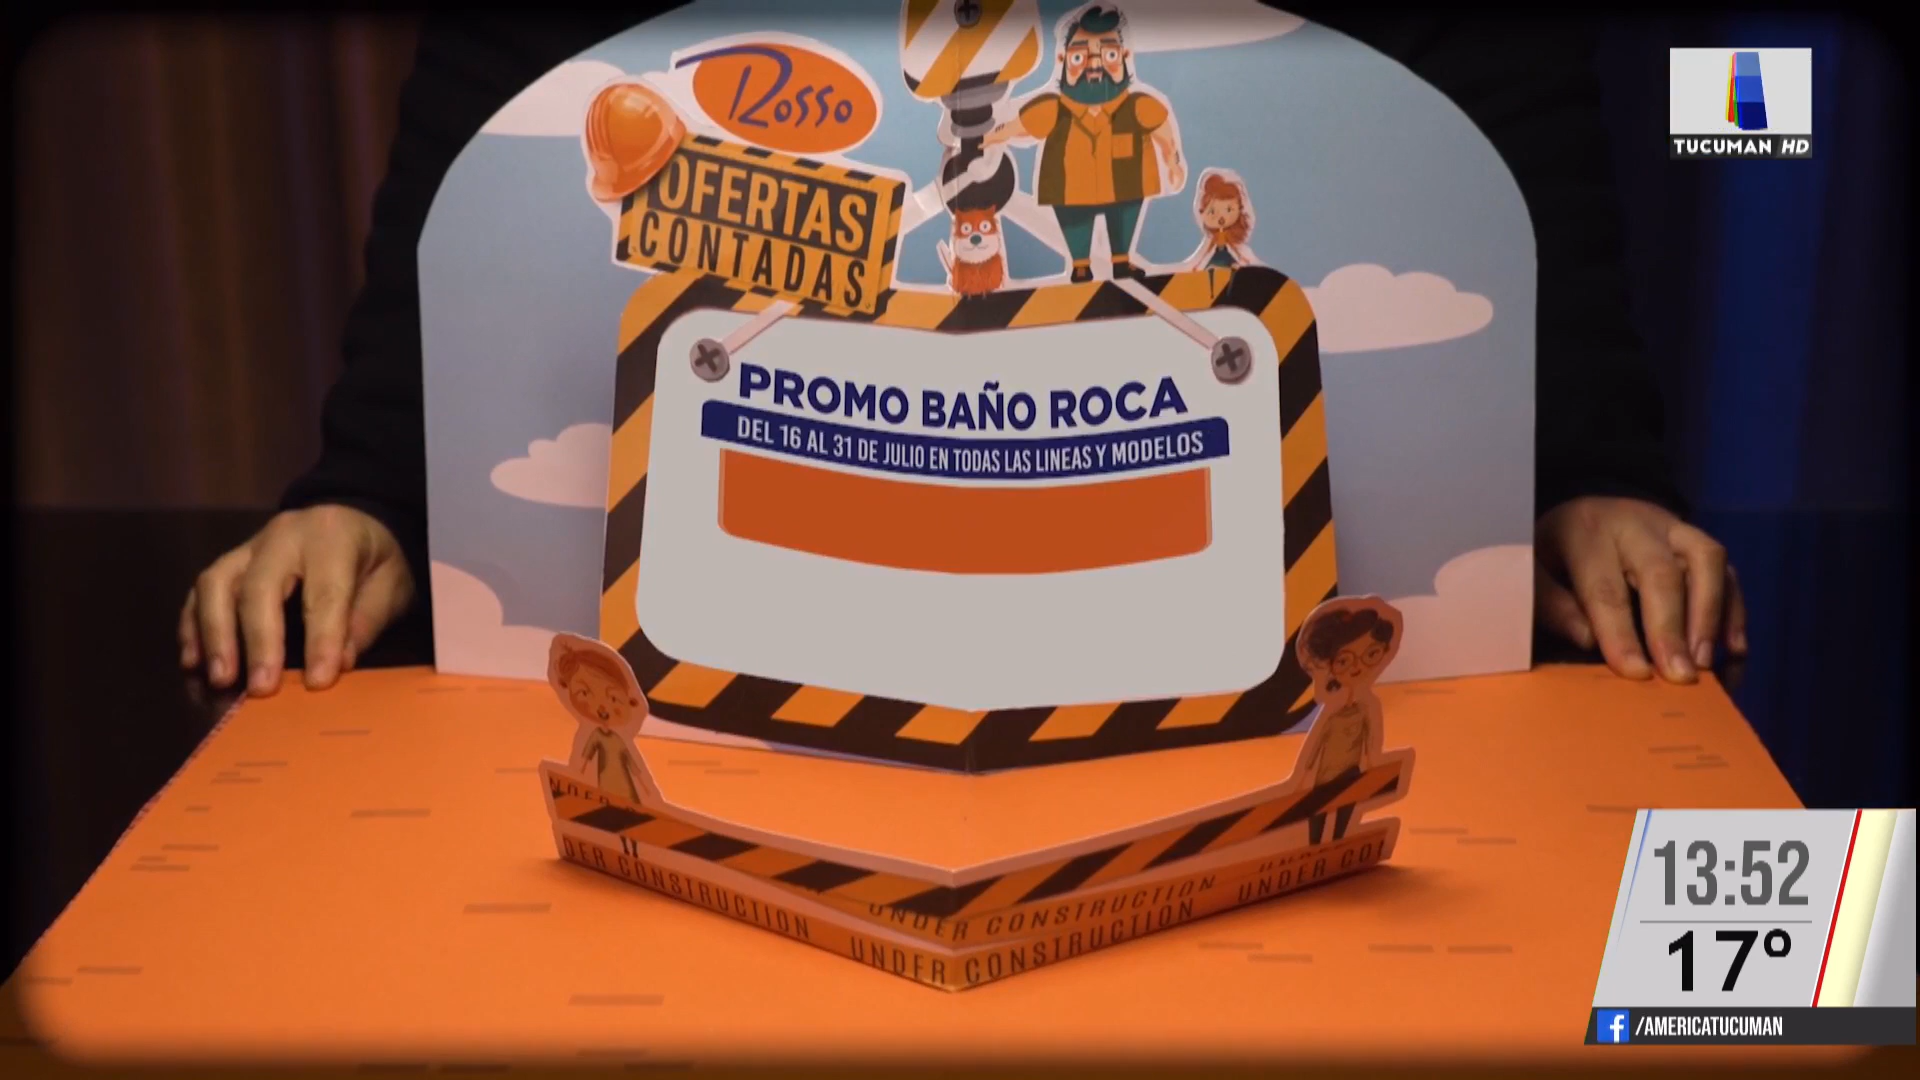 Rosso
OFERTAS
CONTADAS
TUCUMAN HD
PROMO BAÑO ROCA
DEL 16 AL 31 DE JULIO EN TODAS LAS LINEAS Y MODELOS
UNDER CONSTRUCTION
CONSTRUCTION UNDER CONSTRUCTION UNDER
13:52
17°
/AMERICATUCUMAN